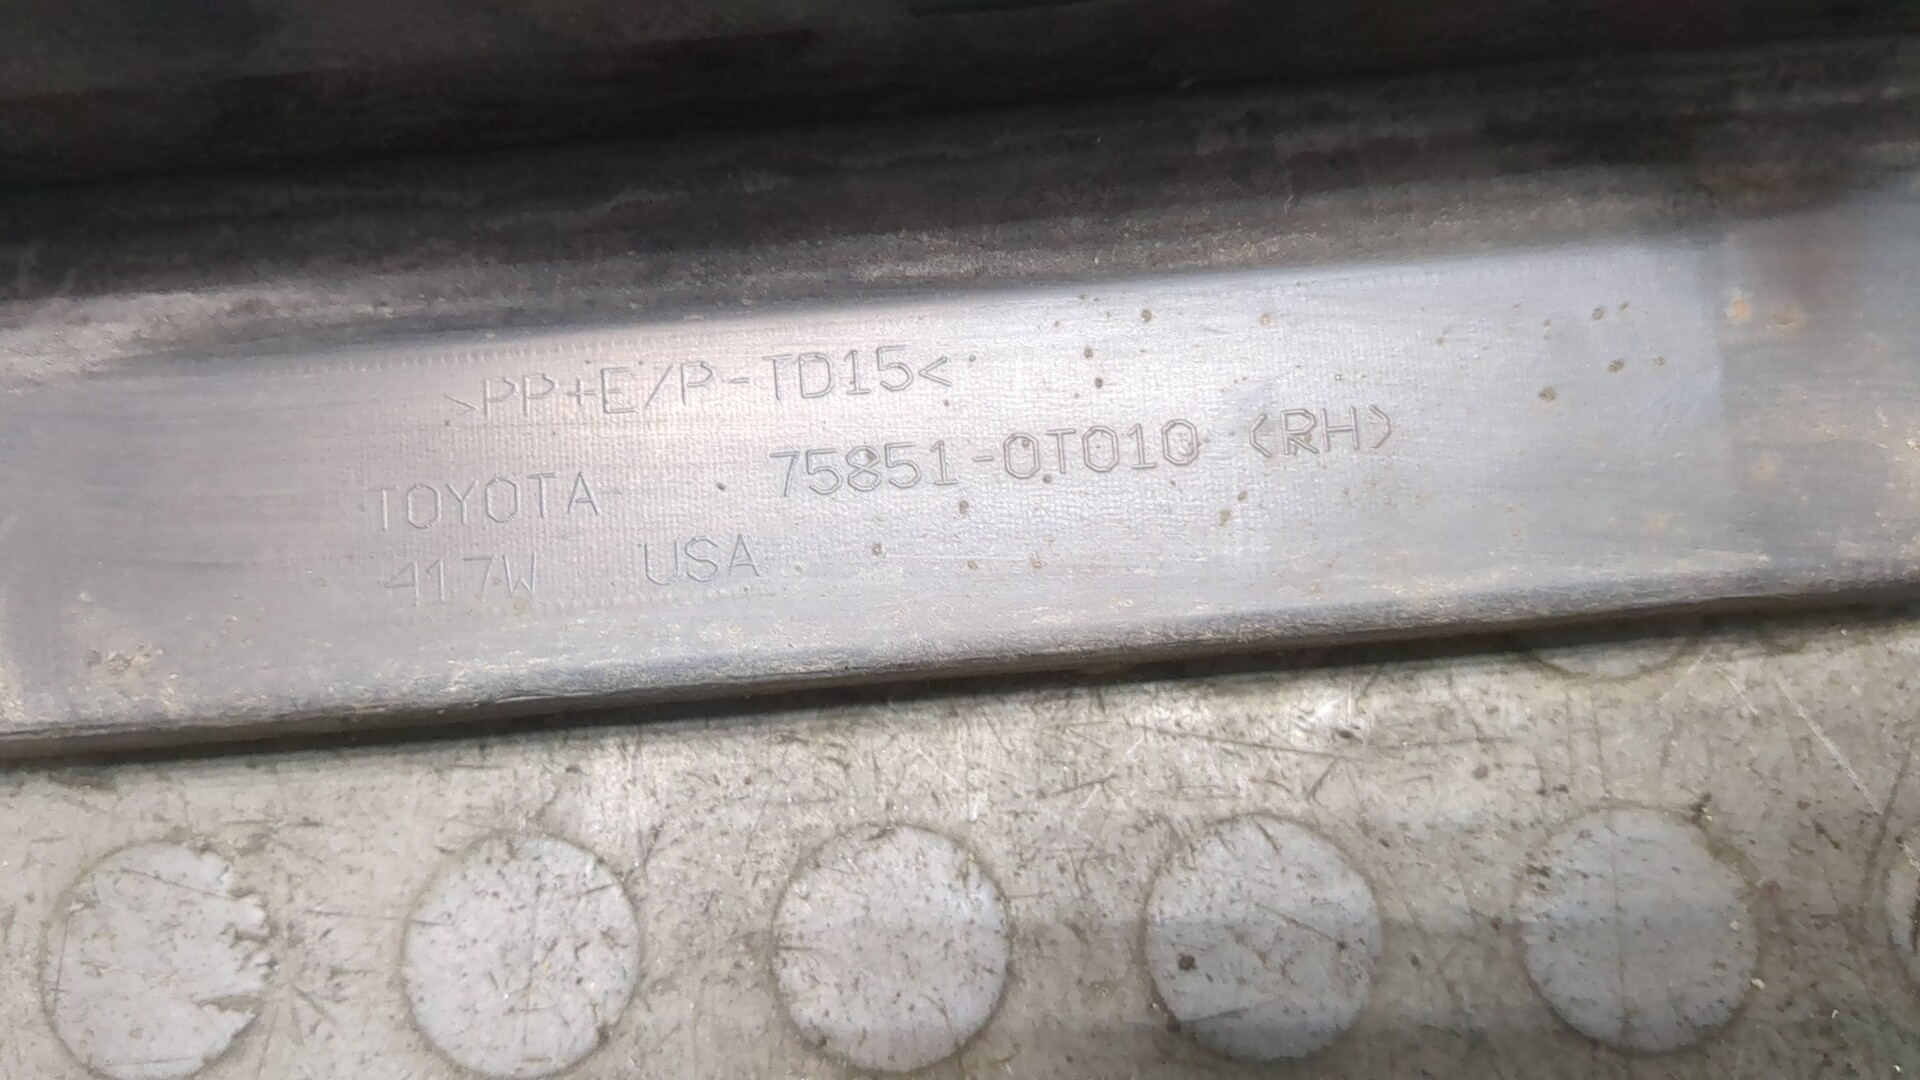 >PP+E/P-TD15<
TOYOTA 75851-0T010 (RH)
417W USA